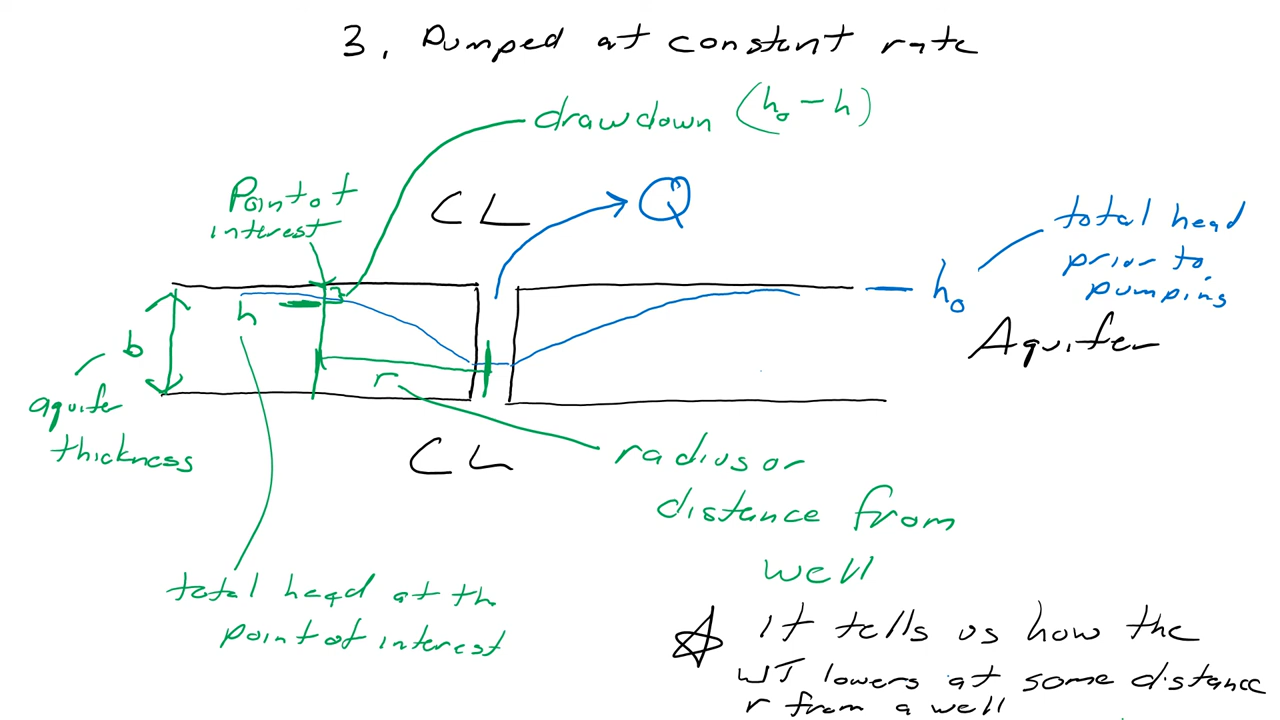 3. Pumped at constant rate
drawdown (h₀ - h)
Point of
interest
CL
Q
total head
prior to
pumping
h₀
Aquifer
h
b
r
aquifer
thickness
CL
radius or
distance from
well
total head at th
point of interest
☆ It tells us how the
WT lowers at some distance
r from a well